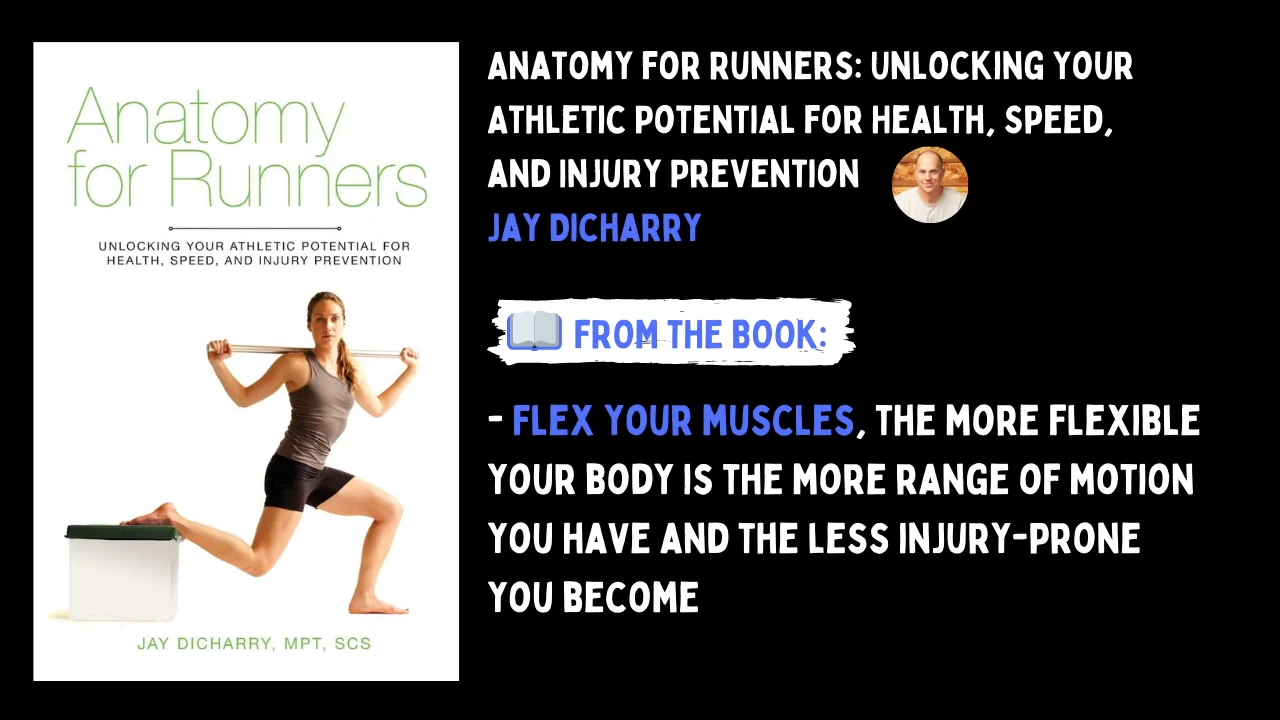 Anatomy
for Runners
UNLOCKING YOUR ATHLETIC POTENTIAL FOR
HEALTH, SPEED, AND INJURY PREVENTION
JAY DICHARRY, MPT, SCS
ANATOMY FOR RUNNERS: UNLOCKING YOUR
ATHLETIC POTENTIAL FOR HEALTH, SPEED,
AND INJURY PREVENTION
JAY DICHARRY
FROM THE BOOK:
- FLEX YOUR MUSCLES, THE MORE FLEXIBLE
YOUR BODY IS THE MORE RANGE OF MOTION
YOU HAVE AND THE LESS INJURY-PRONE
YOU BECOME